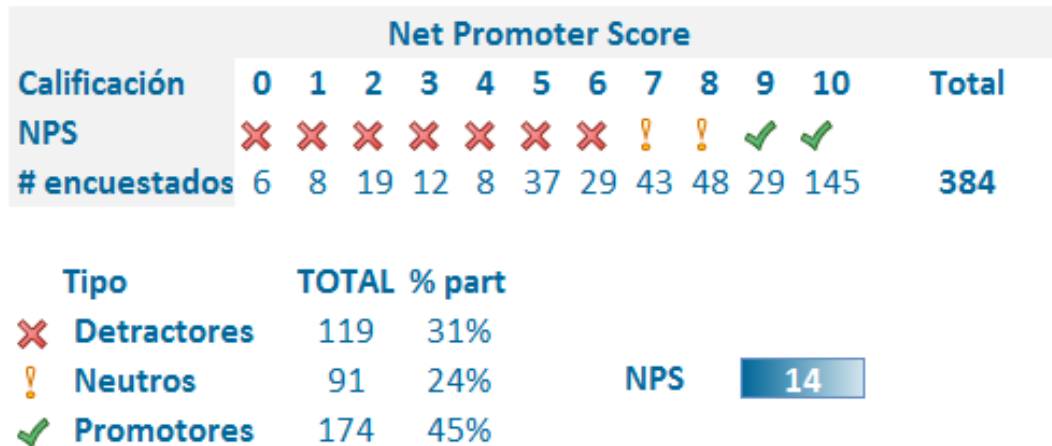 Net Promoter Score
Calificación 0 1 2 3 4 5 6 7 8 9 10 Total
NPS
# encuestados 6 8 19 12 8 37 29 43 48 29 145 384
Tipo TOTAL % part
Detractores 119 31%
Neutros 91 24% NPS 14
Promotores 174 45%